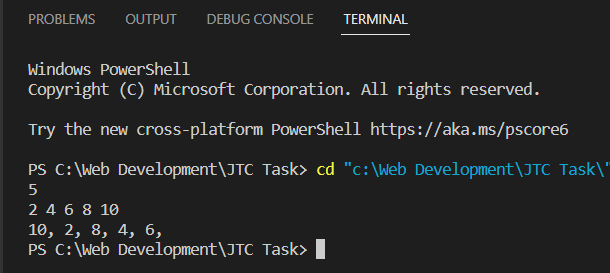 PROBLEMS OUTPUT DEBUG CONSOLE TERMINAL
Windows PowerShell
Copyright (C) Microsoft Corporation. All rights reserved.
Try the new cross-platform PowerShell https://aka.ms/pscore6
PS C:\Web Development\JTC Task> cd "c:\Web Development\JTC Task\"
5
2 4 6 8 10
10, 2, 8, 4, 6,
PS C:\Web Development\JTC Task>